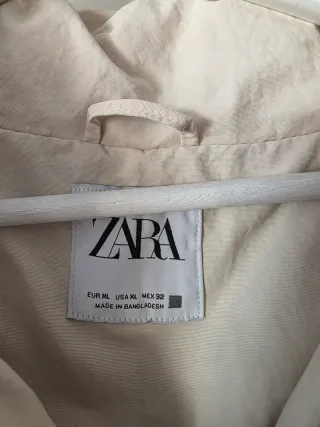 ZARA
EUR XL USA XL MEX 32
MADE IN BANGLADESH